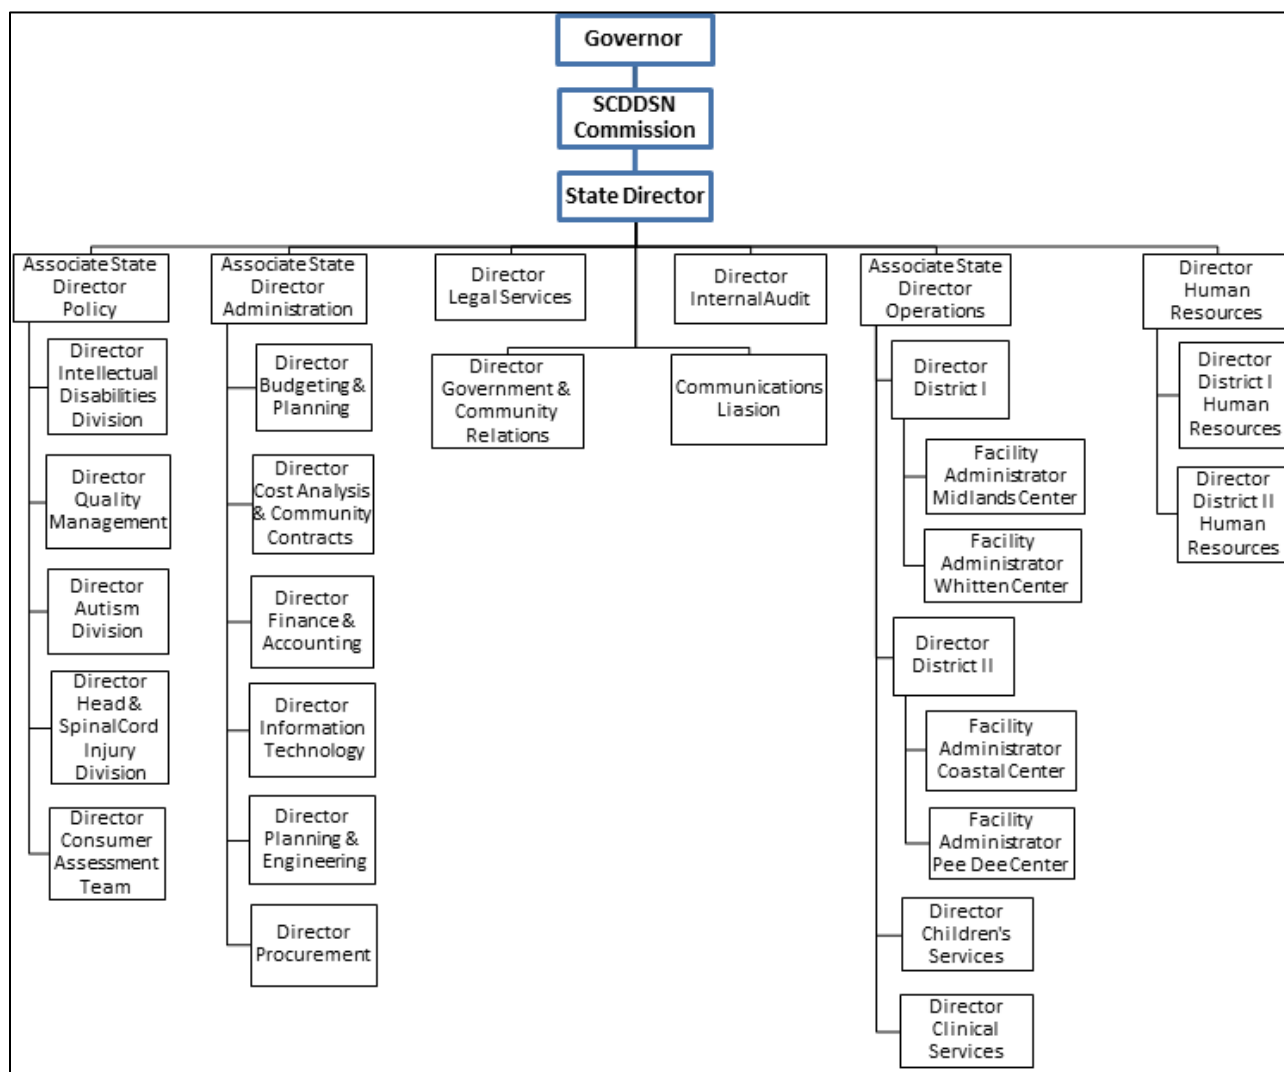 Governor
SCDDSN
Commission
State Director
Associate State
Director
Policy
Director
Intellectual
Disabilities
Division
Director
Quality
Management
Director
Autism
Division
Director
Head &
Spinal Cord
Injury
Division
Director
Consumer
Assessment
Team
Associate State
Director
Administration
Director
Budgeting &
Planning
Director
Cost Analysis
& Community
Contracts
Director
Finance &
Accounting
Director
Information
Technology
Director
Planning &
Engineering
Director
Procurement
Director
Legal Services
Director
Government &
Community
Relations
Director
Internal Audit
Communications
Liasion
Associate State
Director
Operations
Director
District I
Facility
Administrator
Midlands Center
Facility
Administrator
Whitten Center
Director
District II
Facility
Administrator
Coastal Center
Facility
Administrator
Pee Dee Center
Director
Children's
Services
Director
Clinical
Services
Director
Human
Resources
Director
District I
Human
Resources
Director
District II
Human
Resources